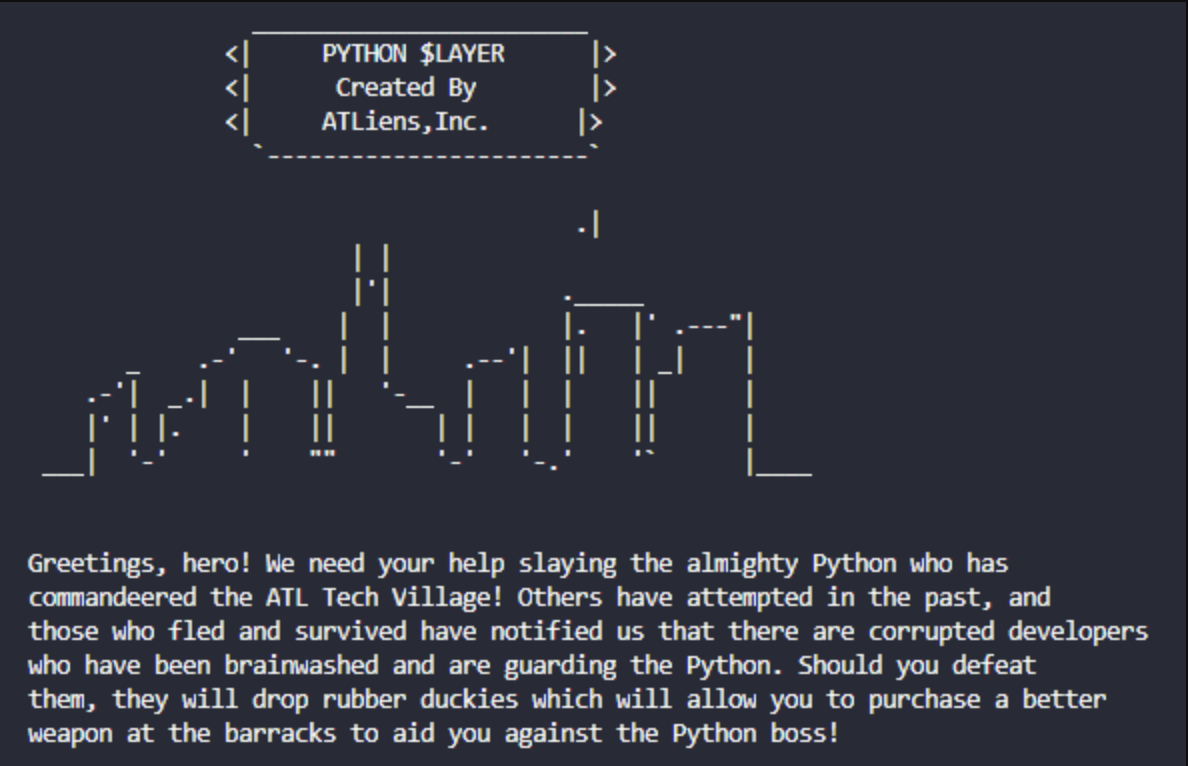 PYTHON $LAYER
Created By
ATLiens,Inc.
Greetings, hero! We need your help slaying the almighty Python who has
commandeered the ATL Tech Village! Others have attempted in the past, and
those who fled and survived have notified us that there are corrupted developers
who have been brainwashed and are guarding the Python. Should you defeat
them, they will drop rubber duckies which will allow you to purchase a better
weapon at the barracks to aid you against the Python boss!